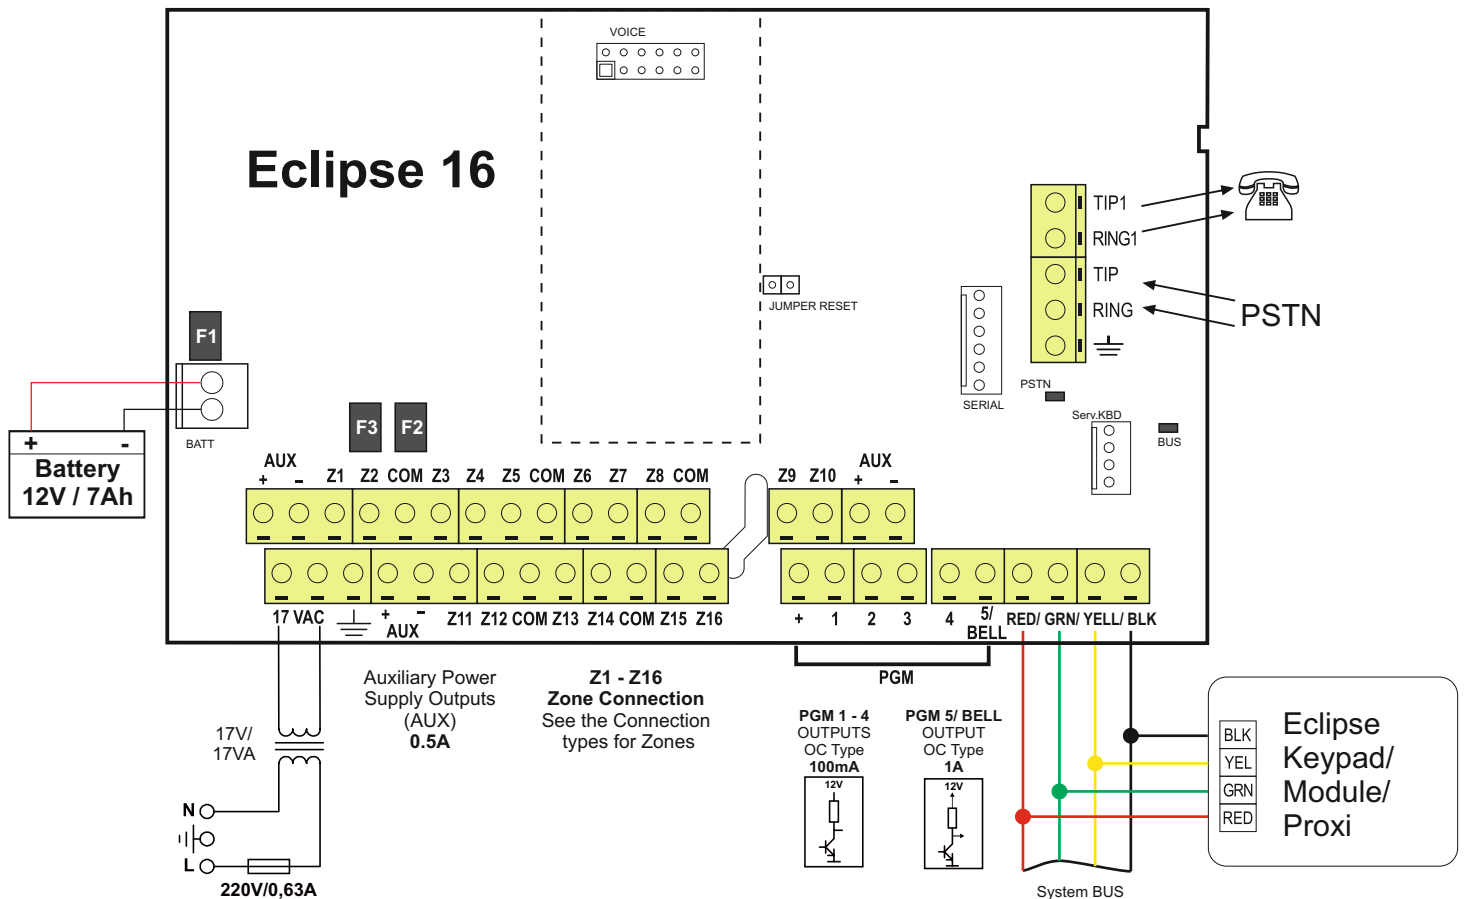 VOICE
Eclipse 16
TIP1
RING1
TIP
RING
PSTN
JUMPER RESET
F1
SERIAL
PSTN
Serv.KBD
BUS
BATT
F3 F2
+ -
Battery
12V / 7Ah
AUX
+ – Z1 Z2 COM Z3 Z4 Z5 COM Z6 Z7 Z8 COM
Z9 Z10 AUX + –
17 VAC + – AUX Z11 Z12 COM Z13 Z14 COM Z15 Z16
+ 1 2 3 4 5/ BELL RED/ GRN/ YELL/ BLK
PGM
Auxiliary Power
Supply Outputs
(AUX)
0.5A
Z1 - Z16
Zone Connection
See the Connection
types for Zones
PGM 1 - 4
OUTPUTS
OC Type
100mA
12V
PGM 5/ BELL
OUTPUT
OC Type
1A
12V
17V/
17VA
N
L
220V/0,63A
BLK
YEL
GRN
RED
Eclipse
Keypad/
Module/
Proxi
System BUS